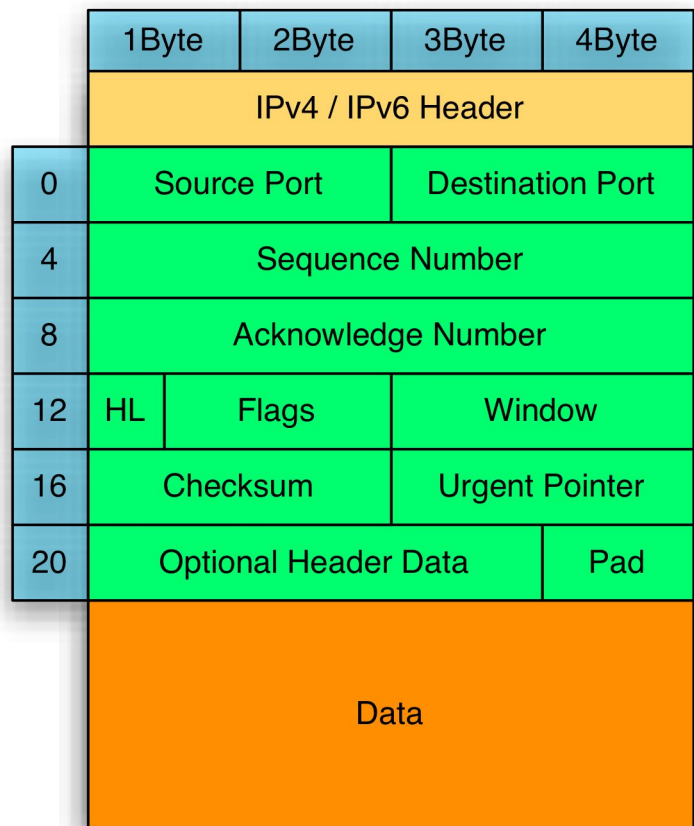 1Byte 2Byte 3Byte 4Byte
IPv4 / IPv6 Header
0 Source Port Destination Port
4 Sequence Number
8 Acknowledge Number
12 HL Flags Window
16 Checksum Urgent Pointer
20 Optional Header Data Pad
Data